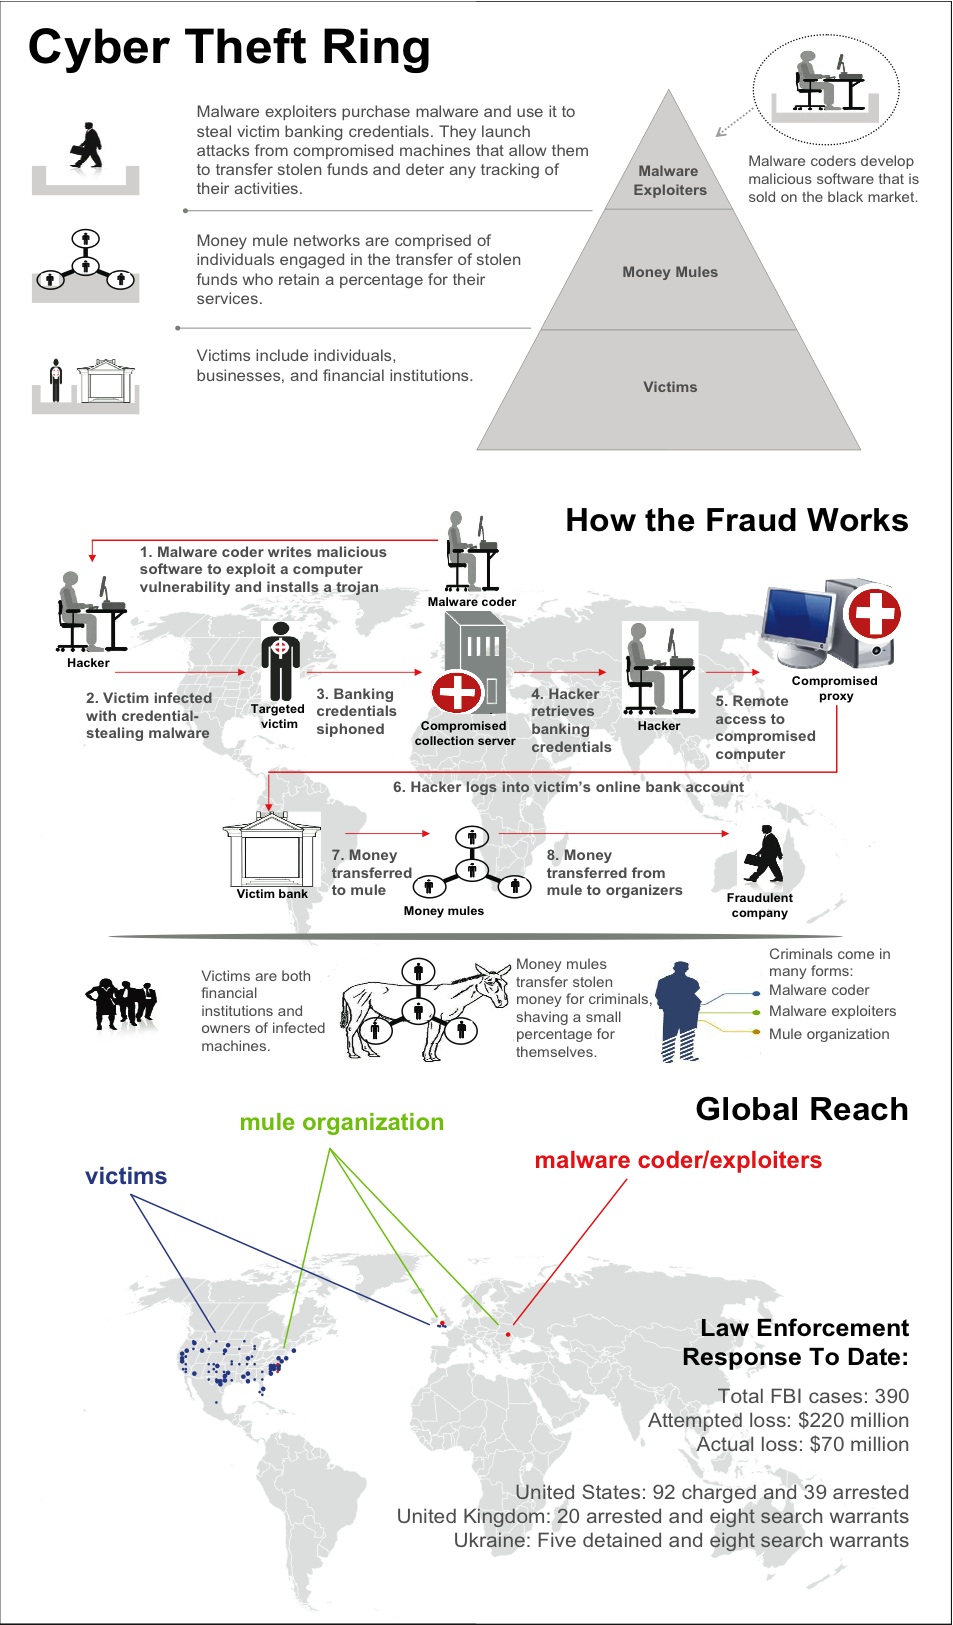 Cyber Theft Ring
Malware exploiters purchase malware and use it to
steal victim banking credentials. They launch
attacks from compromised machines that allow them
to transfer stolen funds and deter any tracking of
their activities.
Malware
Exploiters
Malware coders develop
malicious software that is
sold on the black market.
Money mule networks are comprised of
individuals engaged in the transfer of stolen
funds who retain a percentage for their
services.
Money Mules
Victims include individuals,
businesses, and financial institutions.
Victims
How the Fraud Works
1. Malware coder writes malicious
software to exploit a computer
vulnerability and installs a trojan
Malware coder
Hacker
2. Victim infected
with credential-
stealing malware
Targeted
victim
3. Banking
credentials
siphoned
Compromised
collection server
4. Hacker
retrieves
banking
credentials
Hacker
5. Remote
access to
compromised
computer
Compromised
proxy
6. Hacker logs into victim's online bank account
Victim bank
7. Money
transferred
to mule
Money mules
8. Money
transferred from
mule to organizers
Fraudulent
company
Victims are both
financial
institutions and
owners of infected
machines.
Money mules
transfer stolen
money for criminals,
shaving a small
percentage for
themselves.
Criminals come in
many forms:
Malware coder
Malware exploiters
Mule organization
Global Reach
mule organization
malware coder/exploiters
victims
Law Enforcement
Response To Date:
Total FBI cases: 390
Attempted loss: $220 million
Actual loss: $70 million
United States: 92 charged and 39 arrested
United Kingdom: 20 arrested and eight search warrants
Ukraine: Five detained and eight search warrants